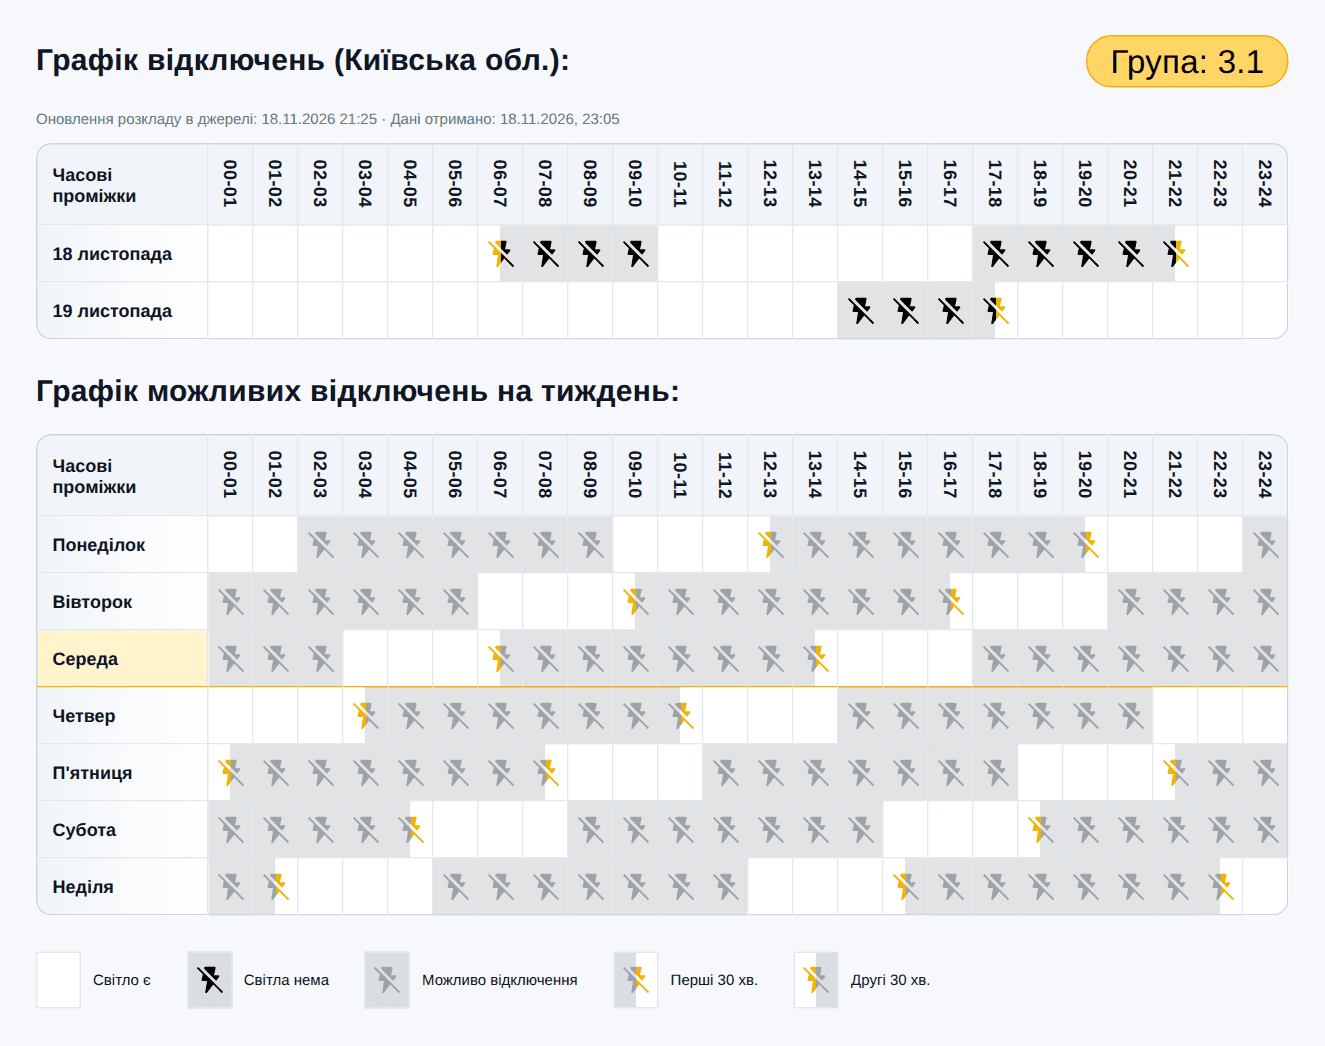 Графік відключень (Київська обл.):
Група: 3.1
Оновлення розкладу в джерелі: 18.11.2026 21:25 · Дані отримано: 18.11.2026, 23:05
Часові проміжки 00-01 01-02 02-03 03-04 04-05 05-06 06-07 07-08 08-09 09-10 10-11 11-12 12-13 13-14 14-15 15-16 16-17 17-18 18-19 19-20 20-21 21-22 22-23 23-24
18 листопада
19 листопада
Графік можливих відключень на тиждень:
Часові проміжки 00-01 01-02 02-03 03-04 04-05 05-06 06-07 07-08 08-09 09-10 10-11 11-12 12-13 13-14 14-15 15-16 16-17 17-18 18-19 19-20 20-21 21-22 22-23 23-24
Понеділок
Вівторок
Середа
Четвер
П'ятниця
Субота
Неділя
Світло є Світла нема Можливо відключення Перші 30 хв. Другі 30 хв.